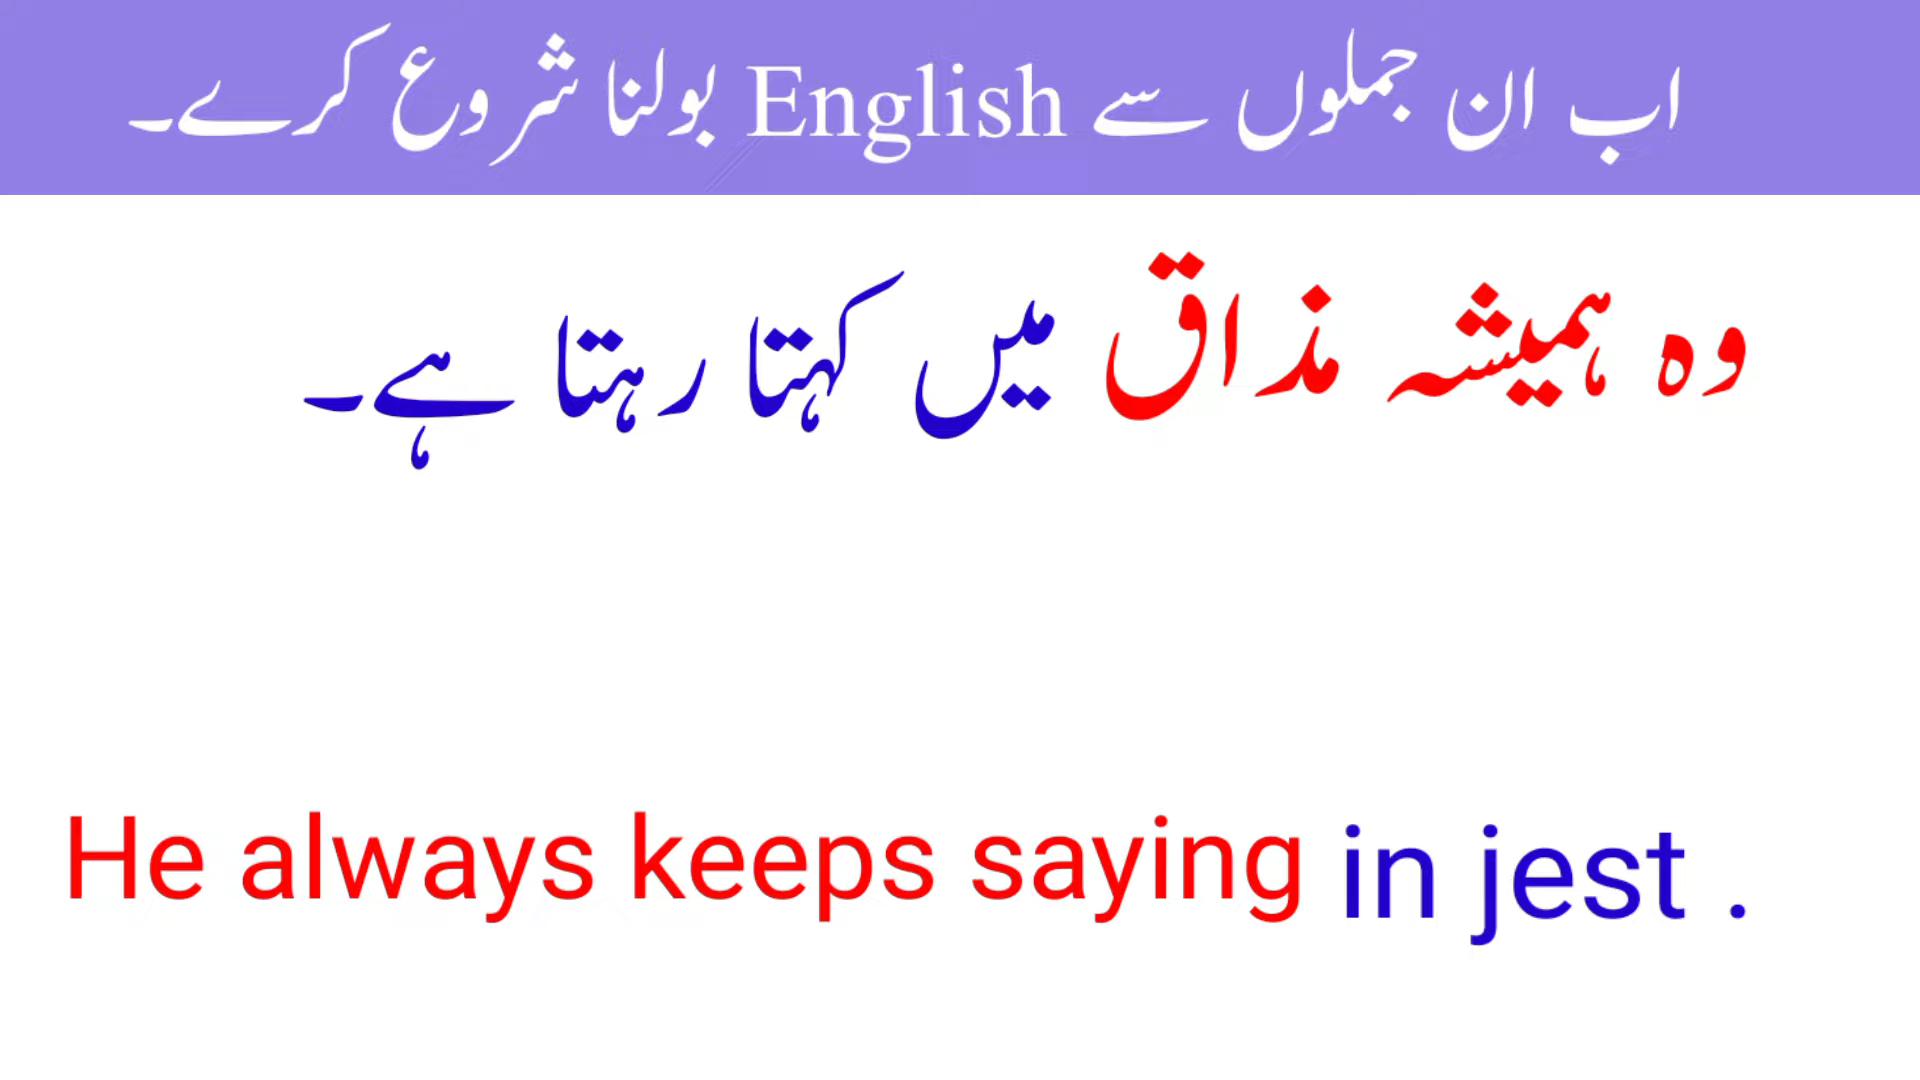 اب ان جملوں سے English بولنا شروع کرے۔
وہ ہمیشہ مذاق میں کہتا رہتا ہے۔
He always keeps saying in jest .